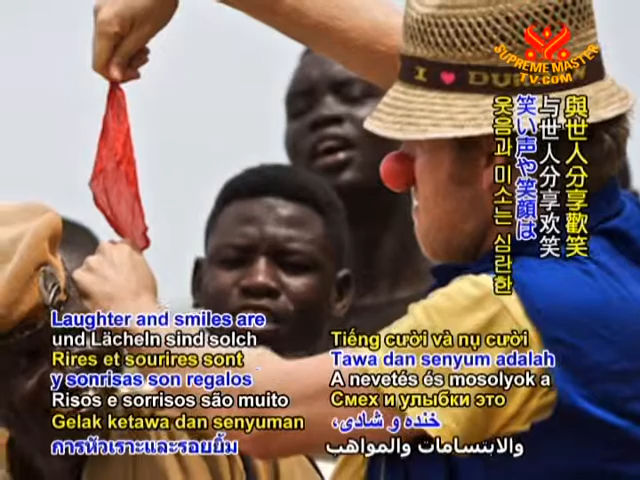 SUPREME MASTER
TV.COM
I ♥ DUR
與世人分享歡笑
与世人分享欢笑
笑い声や笑顔は
웃음과 미소는 심란한
Laughter and smiles are
und Lächeln sind solch
Rires et sourires sont
y sonrisas son regalos
Risos e sorrisos são muito
Gelak ketawa dan senyuman
การหัวเราะและรอยยิ้ม
Tiếng cười và nụ cười
Tawa dan senyum adalah
A nevetés és mosolyok a
Смех и улыбки это
خنده و شادی،
والابتسامات والمواهب